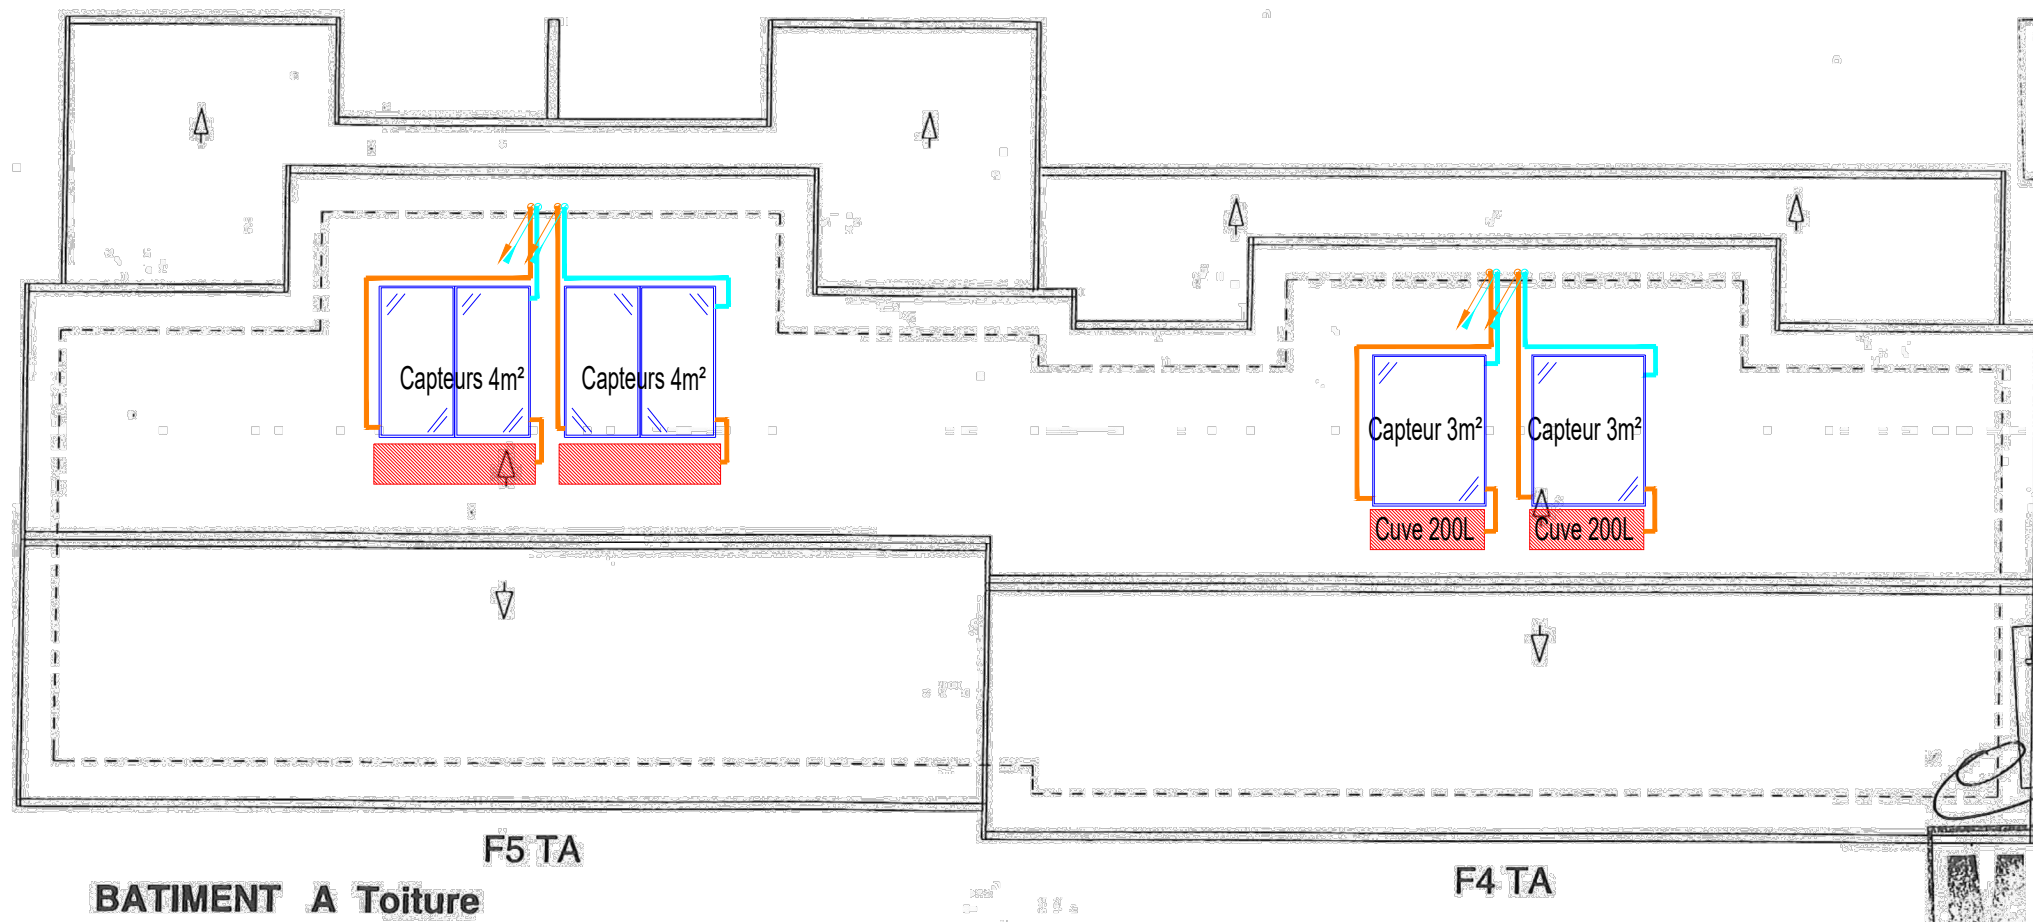 Capteurs 4m²
Capteurs 4m²
Capteur 3m²
Capteur 3m²
Cuve 200L
Cuve 200L
F5 TA
F4 TA
BATIMENT A Toiture